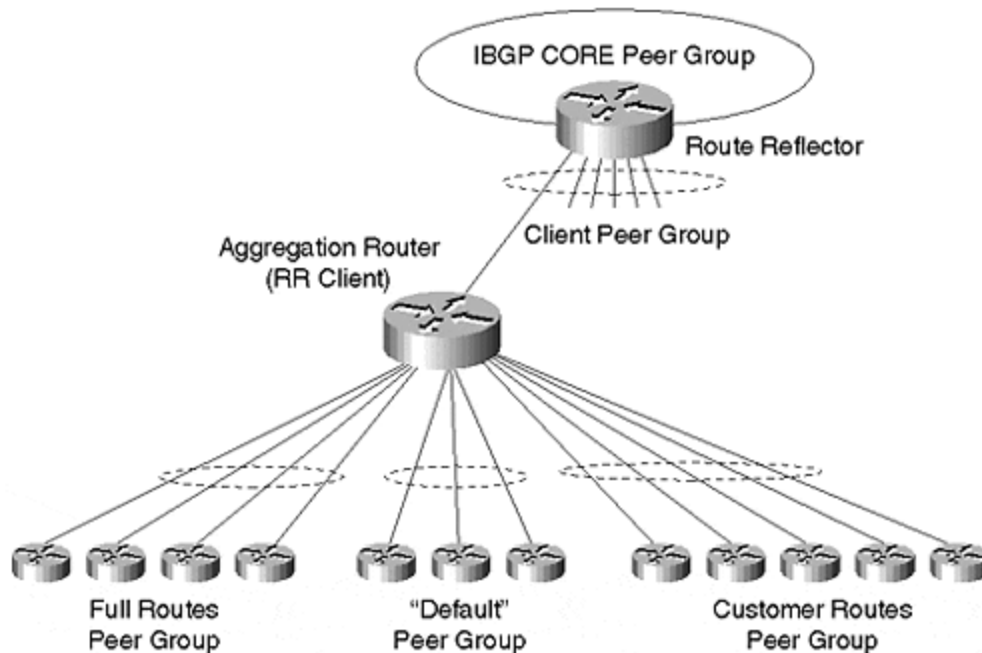 IBGP CORE Peer Group
Route Reflector
Client Peer Group
Aggregation Router
(RR Client)
Full Routes
Peer Group
“Default”
Peer Group
Customer Routes
Peer Group